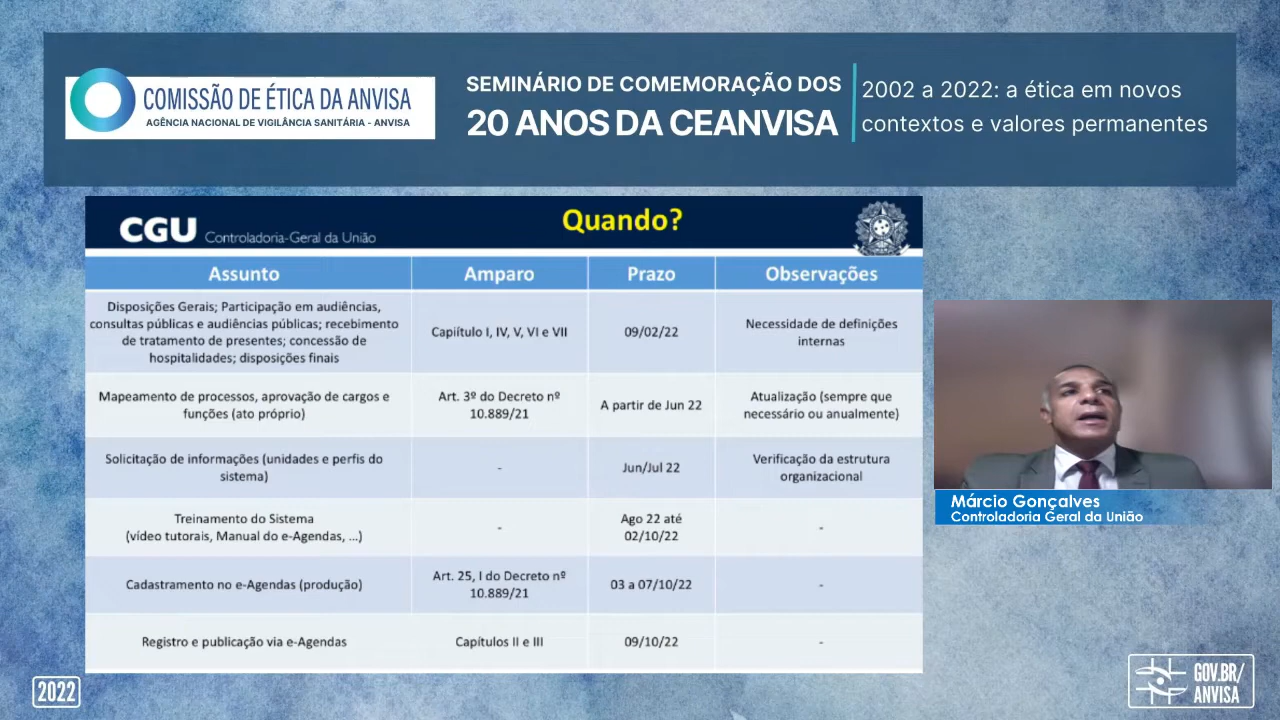 COMISSÃO DE ÉTICA DA ANVISA
AGÊNCIA NACIONAL DE VIGILÂNCIA SANITÁRIA - ANVISA
SEMINÁRIO DE COMEMORAÇÃO DOS
20 ANOS DA CEANVISA
2002 a 2022: a ética em novos
contextos e valores permanentes
CGU Controladoria-Geral da União
Quando?
Assunto
Amparo
Prazo
Observações
Disposições Gerais; Participação em audiências,
consultas públicas e audiências públicas; recebimento
de tratamento de presentes; concessão de
hospitalidades; disposições finais
Capiítulo I, IV, V, VI e VII
09/02/22
Necessidade de definições
internas
Mapeamento de processos, aprovação de cargos e
funções (ato próprio)
Art. 3º do Decreto nº
10.889/21
A partir de Jun 22
Atualização (sempre que
necessário ou anualmente)
Solicitação de informações (unidades e perfis do
sistema)
-
Jun/Jul 22
Verificação da estrutura
organizacional
Treinamento do Sistema
(vídeo tutorais, Manual do e-Agendas, ...)
-
Ago 22 até
02/10/22
-
Cadastramento no e-Agendas (produção)
Art. 25, I do Decreto nº
10.889/21
03 a 07/10/22
-
Registro e publicação via e-Agendas
Capítulos II e III
09/10/22
-
Márcio Gonçalves
Controladoria Geral da União
2022
GOV.BR/
ANVISA